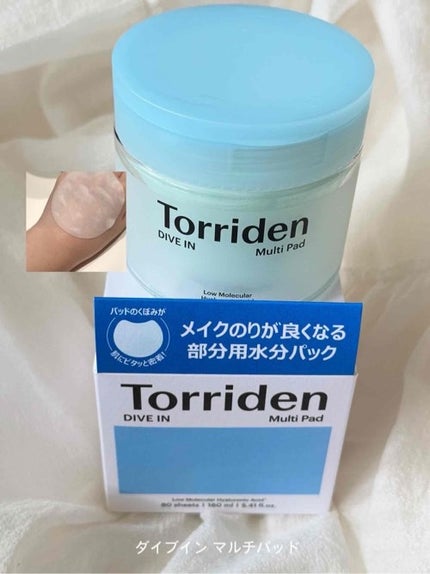 Torriden
DIVE IN
Multi Pad
Low Molecular
パッドのくぼみが
肌にピタッと密着!
メイクのりが良くなる
部分用水分パック
Torriden
DIVE IN
Multi Pad
Low Molecular Hyaluronic Acid
80 sheets | 160 ml | 5.41 fl.oz.
ダイブイン マルチパッド